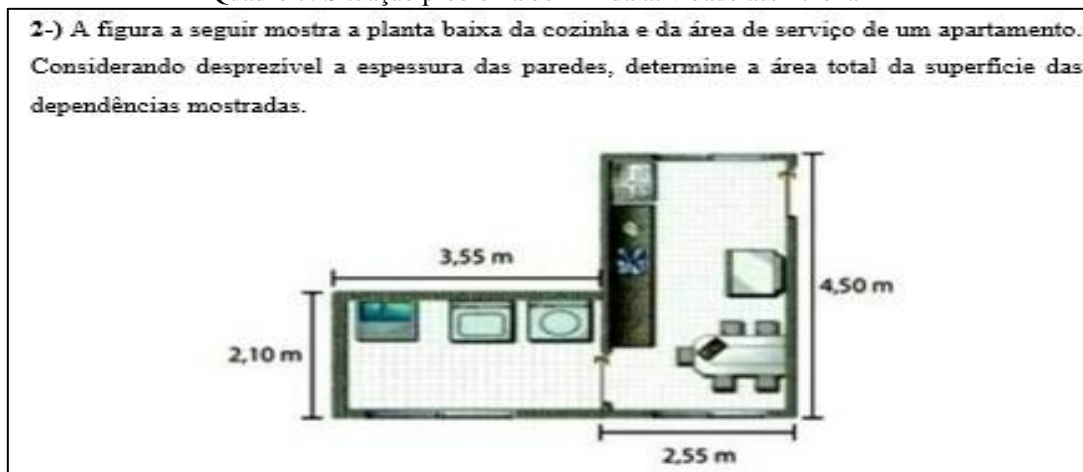 2-) A figura a seguir mostra a planta baixa da cozinha e da área de serviço de um apartamento.
Considerando desprezível a espessura das paredes, determine a área total da superfície das
dependências mostradas.
3,55 m
4,50 m
2,10 m
2,55 m